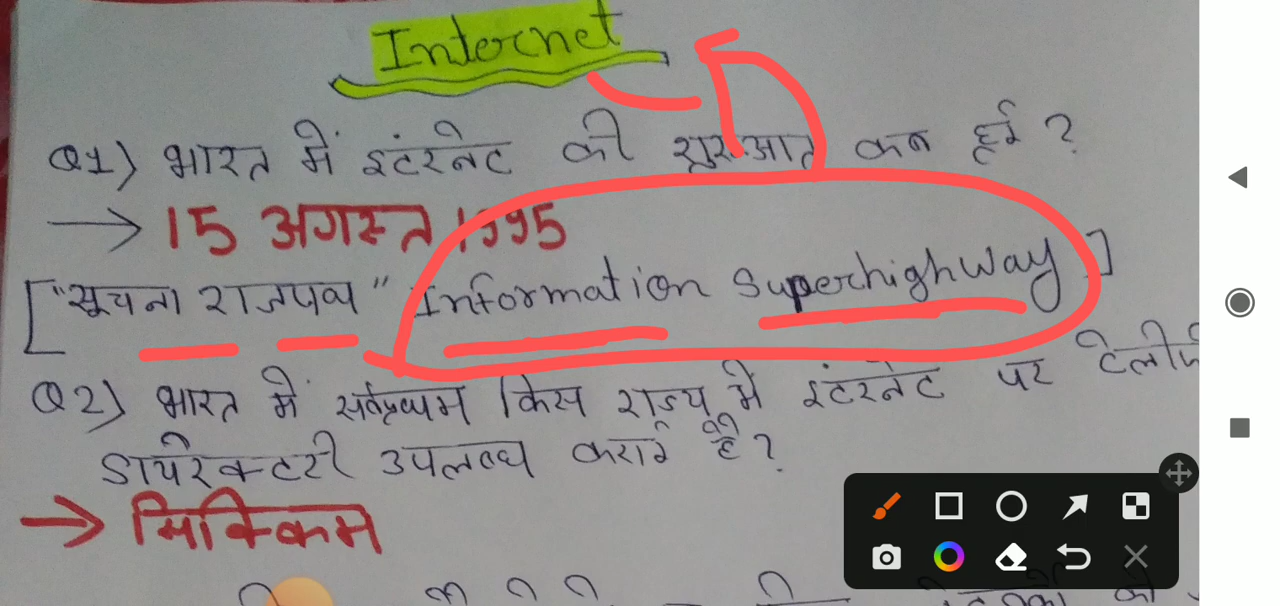 Internet
Q1) भारत में इंटरनेट की शुरुआत कब हुई ?
→ 15 अगस्त 1995
["सूचना राजपथ" Information Superhighway]
Q2) भारत में सर्वप्रथम किस राज्य में इंटरनेट पर
डायरेक्टरी उपलब्ध कराई गयी है ?
→ सिक्किम